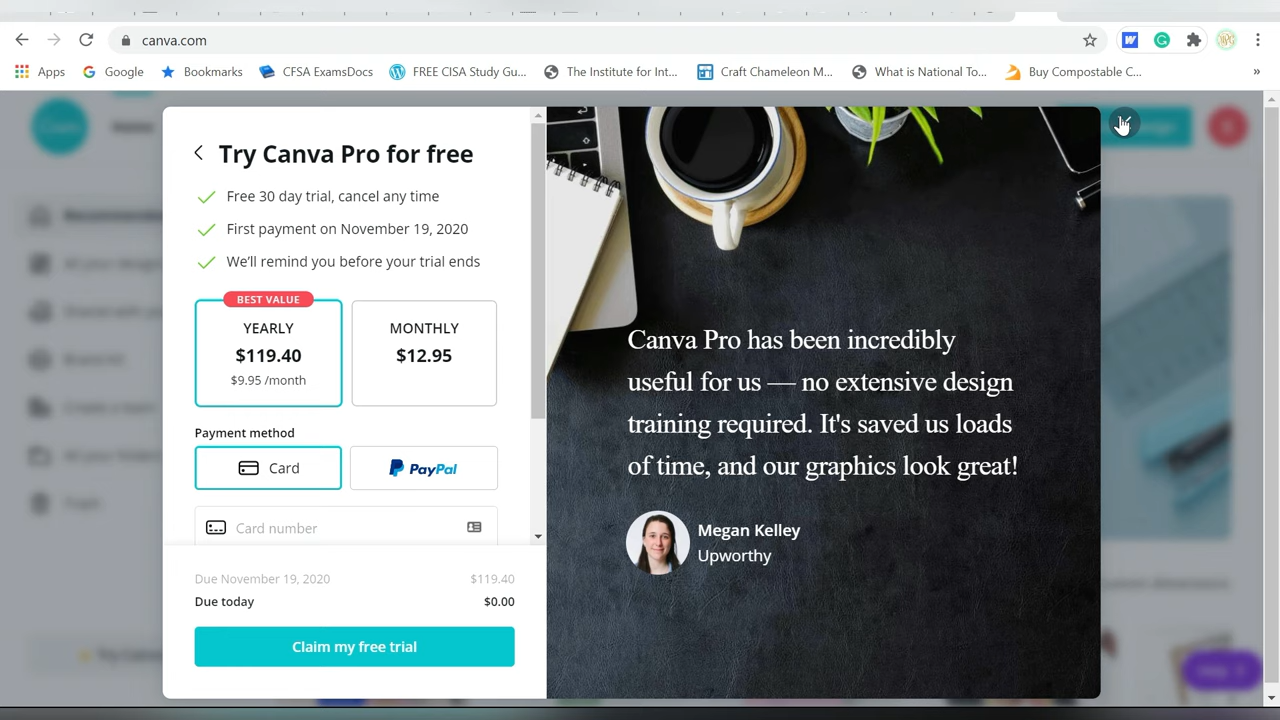 canva.com
Apps
Google
Bookmarks
CFSA ExamsDocs
FREE CFIA Study Gu...
The Institute for Int...
Craft Chameleon M...
What is National To...
Buy Compostable C...
»
Try Canva Pro for free
Free 30 day trial, cancel any time
First payment on November 19, 2020
We'll remind you before your trial ends
BEST VALUE
YEARLY
$119.40
$9.95 /month
MONTHLY
$12.95
Payment method
Card
PayPal
Card number
Due November 19, 2020 $119.40
Due today $0.00
Claim my free trial
Canva Pro has been incredibly
useful for us — no extensive design
training required. It's saved us loads
of time, and our graphics look great!
Megan Kelley
Upworthy